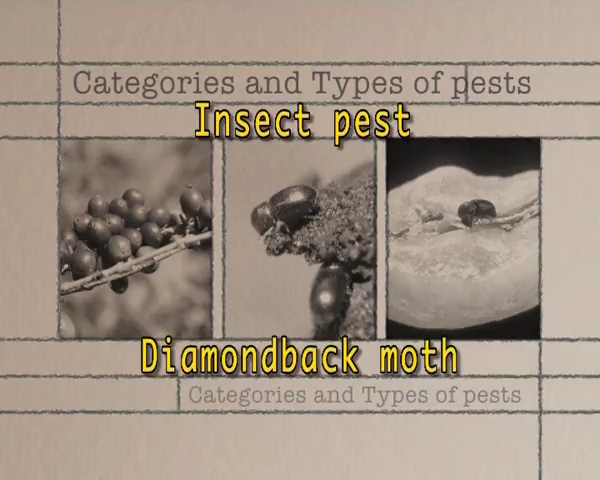 Categories and Types of pests
Insect pest
Diamondback moth
Categories and Types of pests